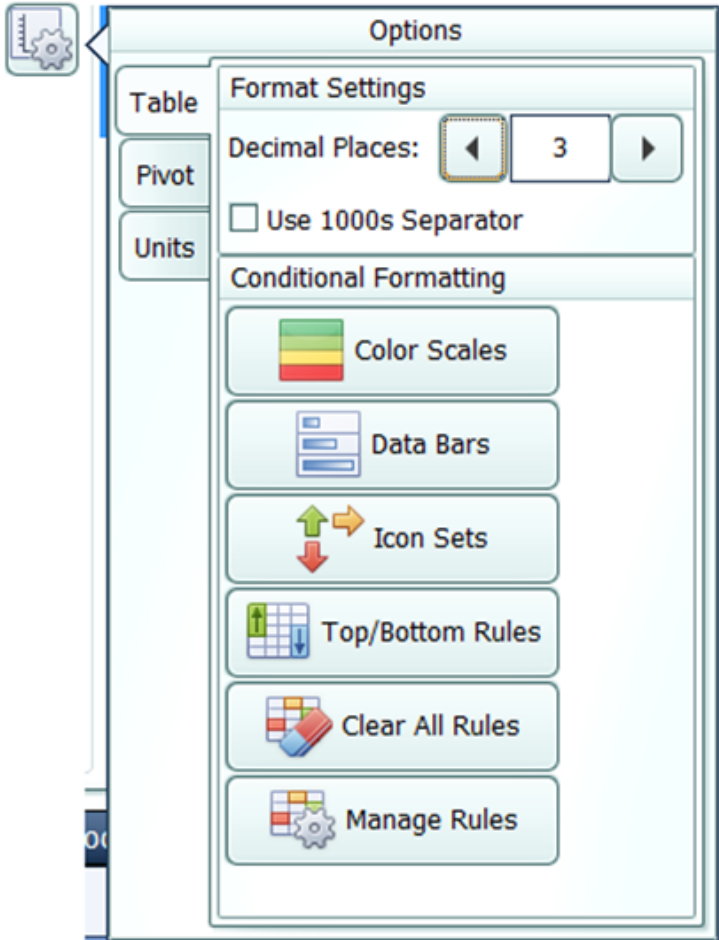 Options
Table
Pivot
Units
Format Settings
Decimal Places: 3
Use 1000s Separator
Conditional Formatting
Color Scales
Data Bars
Icon Sets
Top/Bottom Rules
Clear All Rules
Manage Rules